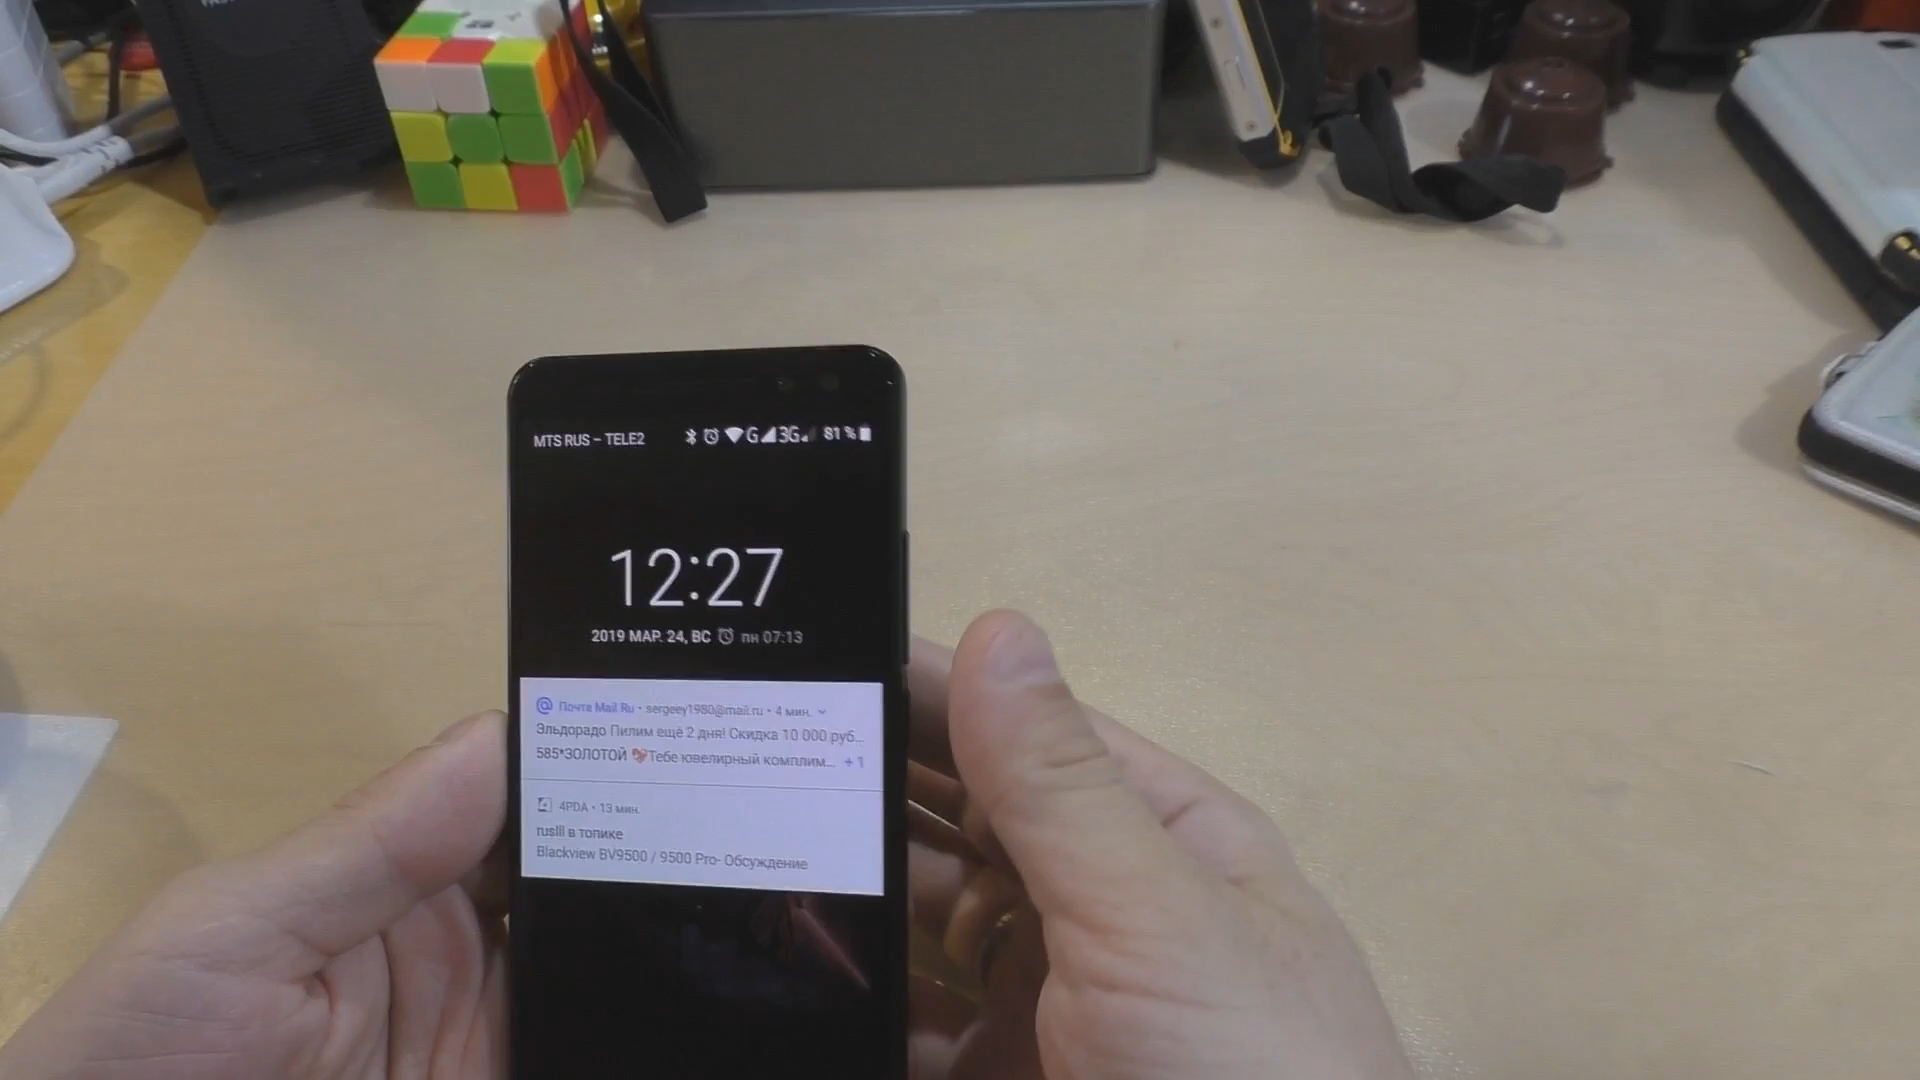 MTS RUS – TELE2 G 3G 81 %
12:27
2019 МАР. 24, ВС пн 07:13
Почта Mail.Ru • sergeey1980@mail.ru • 4 мин.
Эльдорадо Пилим ещё 2 дня! Скидка 10 000 руб...
585*ЗОЛОТОЙ 💝Тебе ювелирный комплим... +1
4PDA • 13 мин.
ruslll в топике
Blackview BV9500 / 9500 Pro- Обсуждение